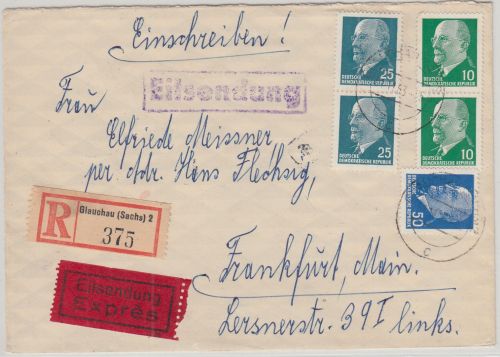 Einschreiben!
Eilsendung
Frau
Elfriede Meissner
per Adr. Hans Flechsig,
Frankfurt, Main.
Lersnerstr. 39 I links.
R
Glauchau (Sachs) 2
375
Eilsendung
Exprès
25
DEUTSCHE
DEMOKRATISCHE REPUBLIK
10
DEUTSCHE
DEMOKRATISCHE REPUBLIK
25
DEUTSCHE
DEMOKRATISCHE REPUBLIK
10
DEUTSCHE
DEMOKRATISCHE REPUBLIK
50
DEUTSCHE
DEMOKRATISCHE REPUBLIK
c